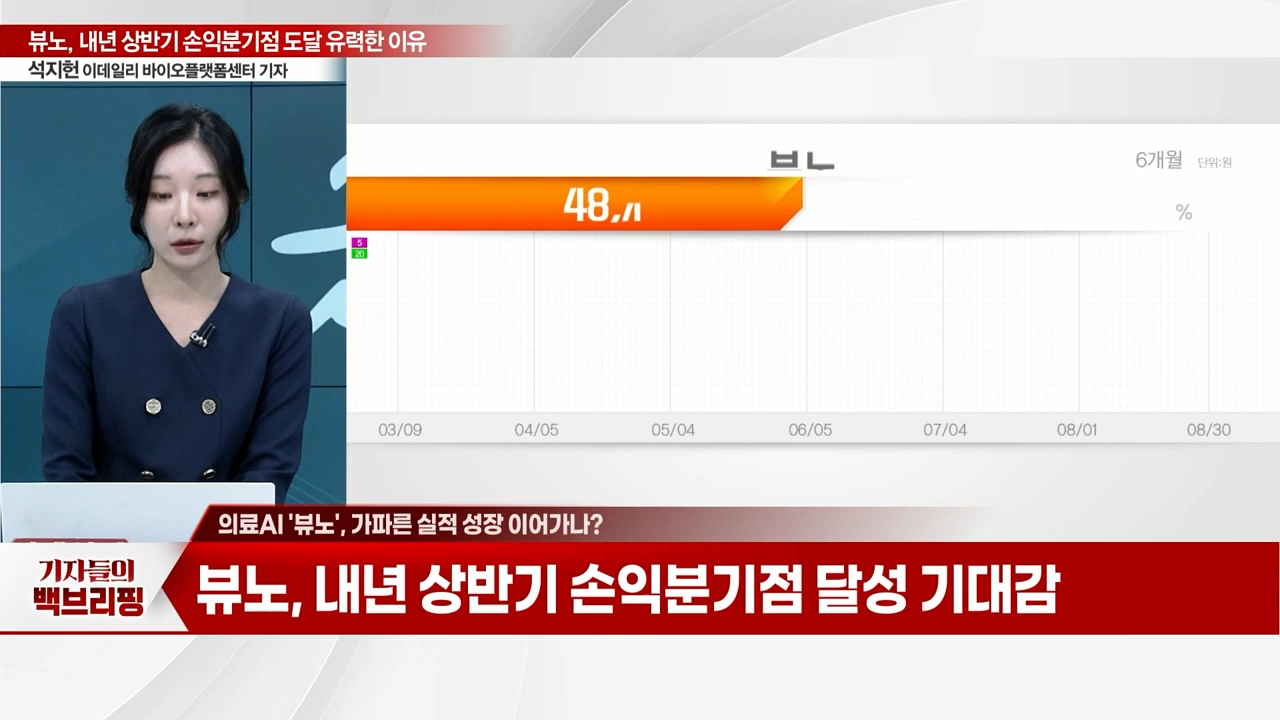 뷰노, 내년 상반기 손익분기점 도달 유력한 이유
석지헌 이데일리 바이오플랫폼센터 기자
6개월 단위:원
%
5
20
03/09 04/05 05/04 06/05 07/04 08/01 08/30
의료AI '뷰노', 가파른 실적 성장 이어가나?
기자들의
백브리핑
뷰노, 내년 상반기 손익분기점 달성 기대감